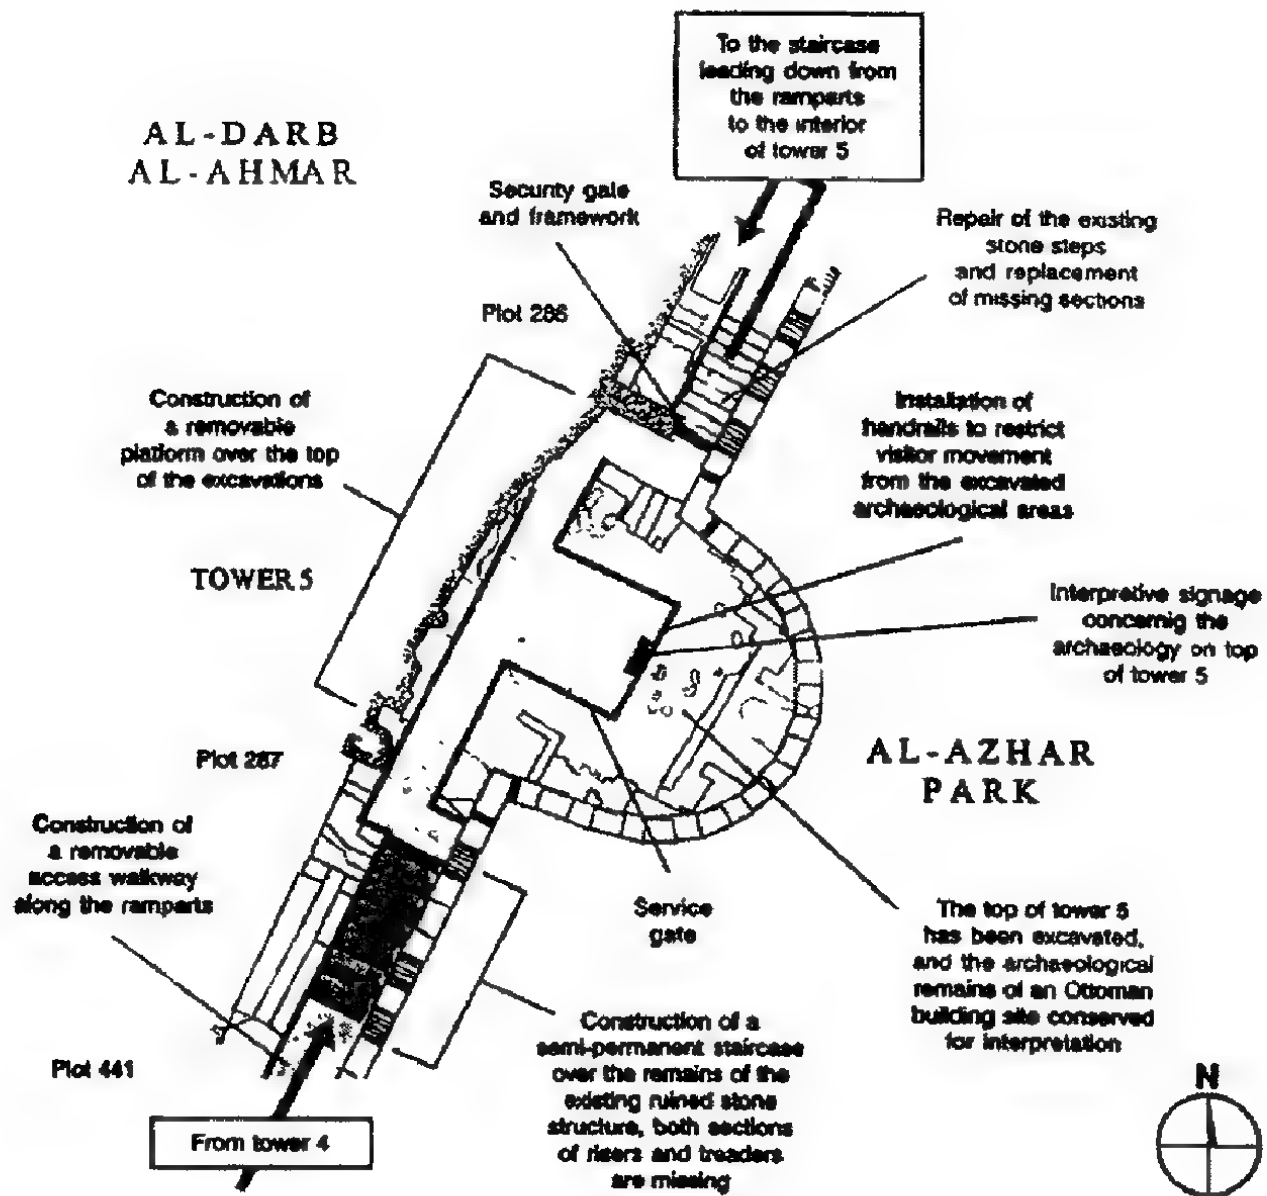 To the staircase
leading down from
the ramparts
to the interior
of tower 5
AL-DARB
AL-AHMAR
Security gate
and framework
Repair of the existing
stone steps
and replacement
of missing sections
Plot 286
Construction of
a removable
platform over the top
of the excavations
Installation of
handrails to restrict
visitor movement
from the excavated
archaeological areas
TOWER 5
Interpretive signage
concernig the
archaeology on top
of tower 5
Plot 287
AL-AZHAR
PARK
Construction of
a removable
access walkway
along the ramparts
Service
gate
The top of tower 5
has been excavated,
and the archaeological
remains of an Ottoman
building site conserved
for interpretation
Construction of a
semi-permanent staircase
over the remains of the
existing ruined stone
structure, both sections
of risers and treaders
are missing
Plot 441
From tower 4
N